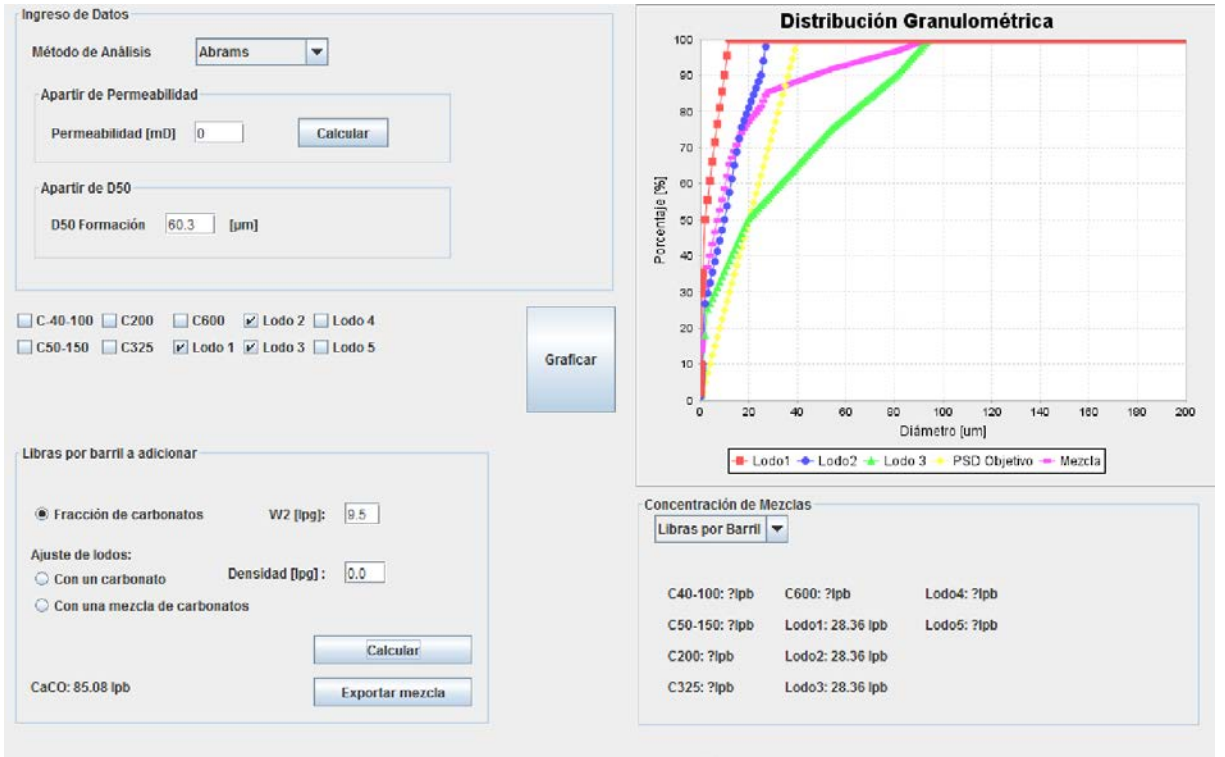 Ingreso de Datos
Método de Análisis Abrams
Apartir de Permeabilidad
Permeabilidad [mD] 0 Calcular
Apartir de D50
D50 Formación 60.3 [µm]
C-40-100 C200 C600 Lodo 2 Lodo 4
C50-150 C325 Lodo 1 Lodo 3 Lodo 5
Graficar
Libras por barril a adicionar
Fracción de carbonatos W2 [lpg]: 9.5
Ajuste de lodos:
Con un carbonato Densidad [lpg] : 0.0
Con una mezcla de carbonatos
Calcular
CaCO: 85.08 lpb Exportar mezcla
Distribución Granulométrica
Porcentaje [%]
100
90
80
70
60
50
40
30
20
10
0
0 20 40 60 80 100 120 140 160 180 200
Diámetro [um]
Lodo1 Lodo2 Lodo 3 PSD Objetivo Mezcla
Concentración de Mezclas
Libras por Barril
C40-100: ?lpb C600: ?lpb Lodo4: ?lpb
C50-150: ?lpb Lodo1: 28.36 lpb Lodo5: ?lpb
C200: ?lpb Lodo2: 28.36 lpb
C325: ?lpb Lodo3: 28.36 lpb